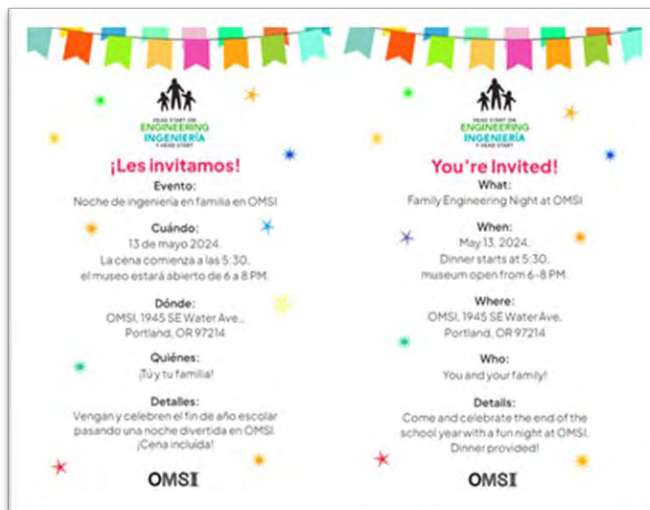 HEAD START ON
ENGINEERING
INGENIERÍA
Y HEAD START
¡Les invitamos!
Evento:
Noche de ingeniería en familia en OMSI
Cuándo:
13 de mayo 2024.
La cena comienza a las 5:30,
el museo estará abierto de 6 a 8 PM.
Dónde:
OMSI, 1945 SE Water Ave.,
Portland, OR 97214
Quiénes:
¡Tú y tu familia!
Detalles:
Vengan y celebren el fin de año escolar
pasando una noche divertida en OMSI.
¡Cena incluída!
OMSI
HEAD START ON
ENGINEERING
INGENIERÍA
Y HEAD START
You're Invited!
What:
Family Engineering Night at OMSI
When:
May 13, 2024.
Dinner starts at 5:30,
museum open from 6-8 PM.
Where:
OMSI, 1945 SE Water Ave.,
Portland, OR 97214
Who:
You and your family!
Details:
Come and celebrate the end of the
school year with a fun night at OMSI.
Dinner provided!
OMSI